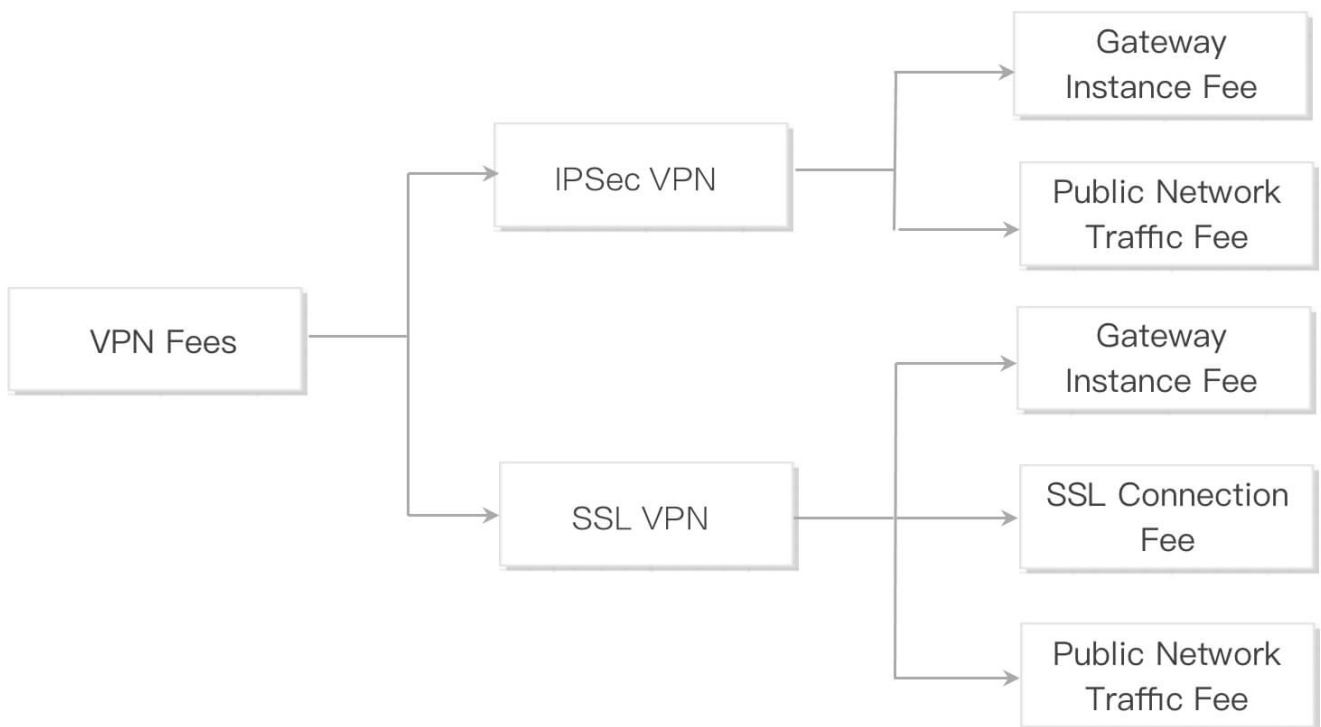 Gateway
Instance Fee
IPSec VPN
Public Network
Traffic Fee
VPN Fees
Gateway
Instance Fee
SSL VPN
SSL Connection
Fee
Public Network
Traffic Fee